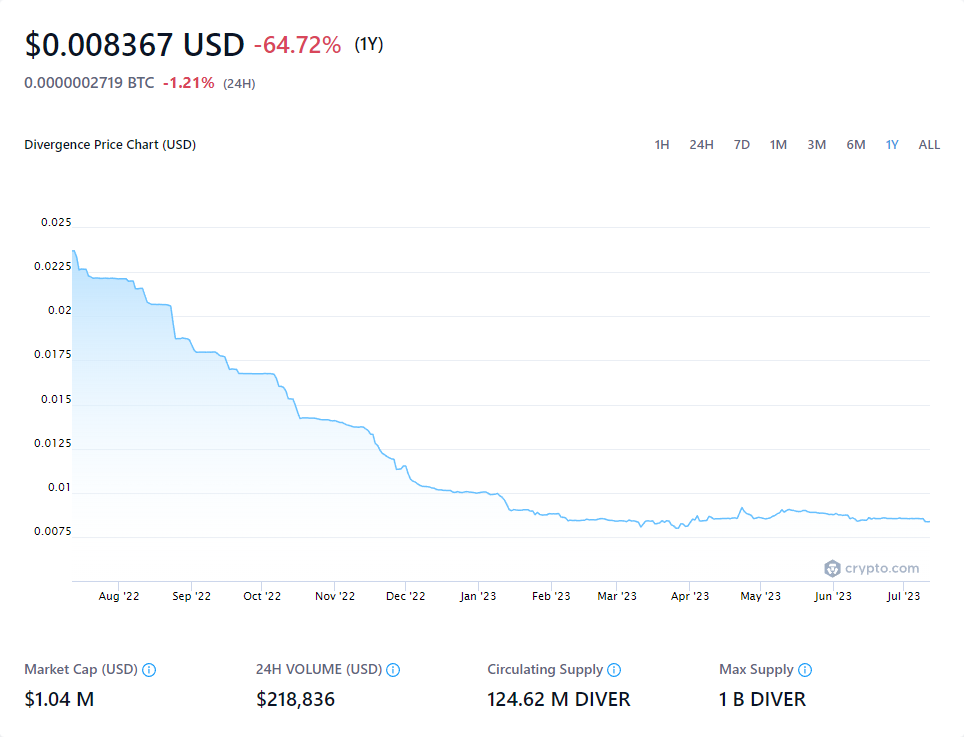 $0.008367 USD -64.72% (1Y)
0.0000002719 BTC -1.21% (24H)
Divergence Price Chart (USD)
1H 24H 7D 1M 3M 6M 1Y ALL
0.025
0.0225
0.02
0.0175
0.015
0.0125
0.01
0.0075
crypto.com
Aug '22 Sep '22 Oct '22 Nov '22 Dec '22 Jan '23 Feb '23 Mar '23 Apr '23 May '23 Jun '23 Jul '23
Market Cap (USD) 24H VOLUME (USD) Circulating Supply Max Supply
$1.04 M $218,836 124.62 M DIVER 1 B DIVER